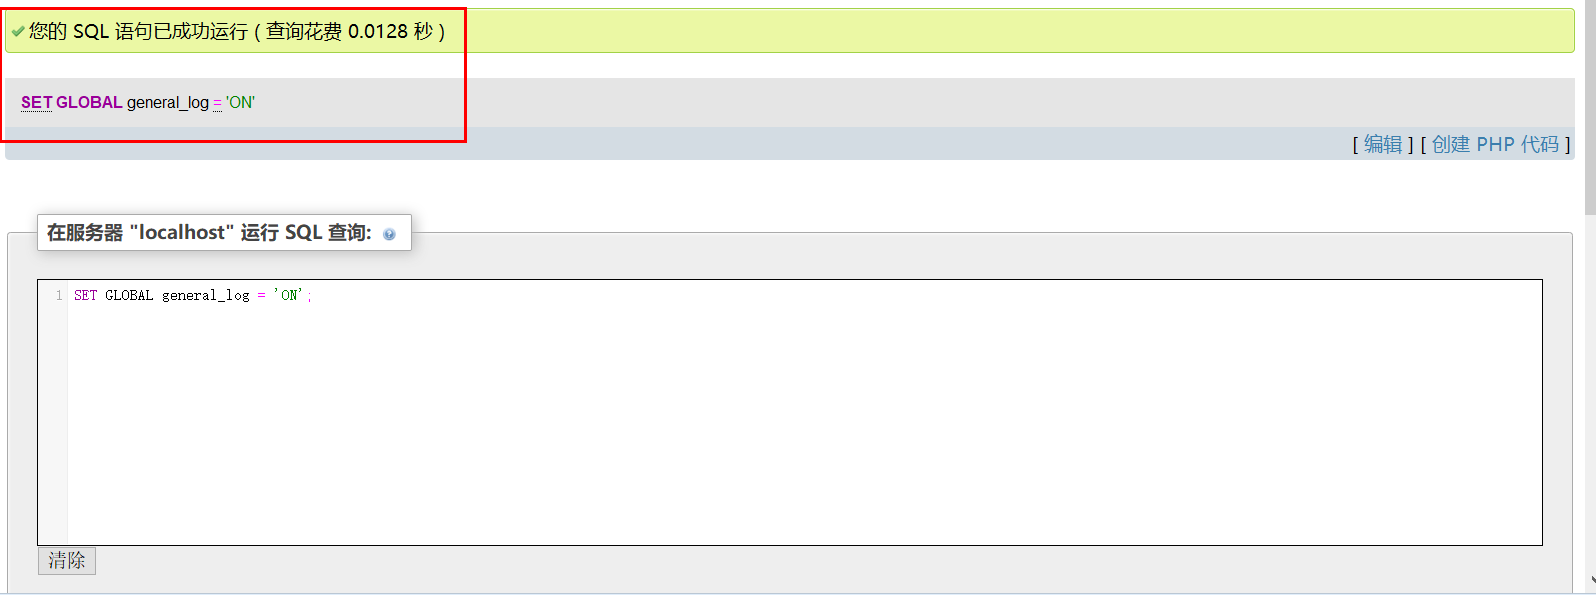 您的 SQL 语句已成功运行 ( 查询花费 0.0128 秒 )
SET GLOBAL general_log = 'ON'
[ 编辑 ] [ 创建 PHP 代码 ]
在服务器 "localhost" 运行 SQL 查询:
1 SET GLOBAL general_log = 'ON';
清除